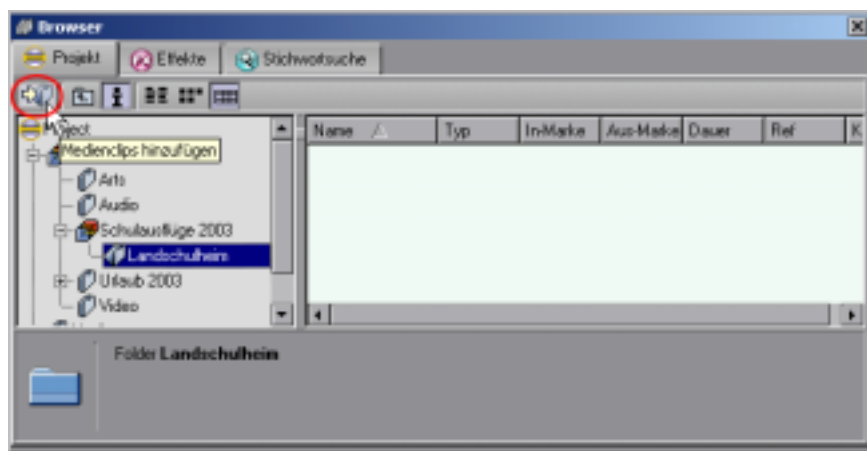 Browser
Projekt Effekte Stichwortsuche
Project
Medienclips hinzufügen
Arts
Audio
Schulausflüge 2003
Landschulheim
Urlaub 2003
Video
Name Typ In-Marke Aus-Marke Dauer Ref K
Folder Landschulheim